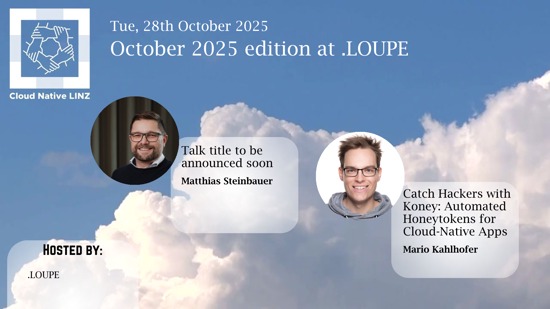 Tue, 28th October 2025
October 2025 edition at .LOUPE
Cloud Native LINZ
Talk title to be
announced soon
Matthias Steinbauer
Catch Hackers with
Koney: Automated
Honeytokens for
Cloud-Native Apps
Mario Kahlhofer
HOSTED BY:
.LOUPE